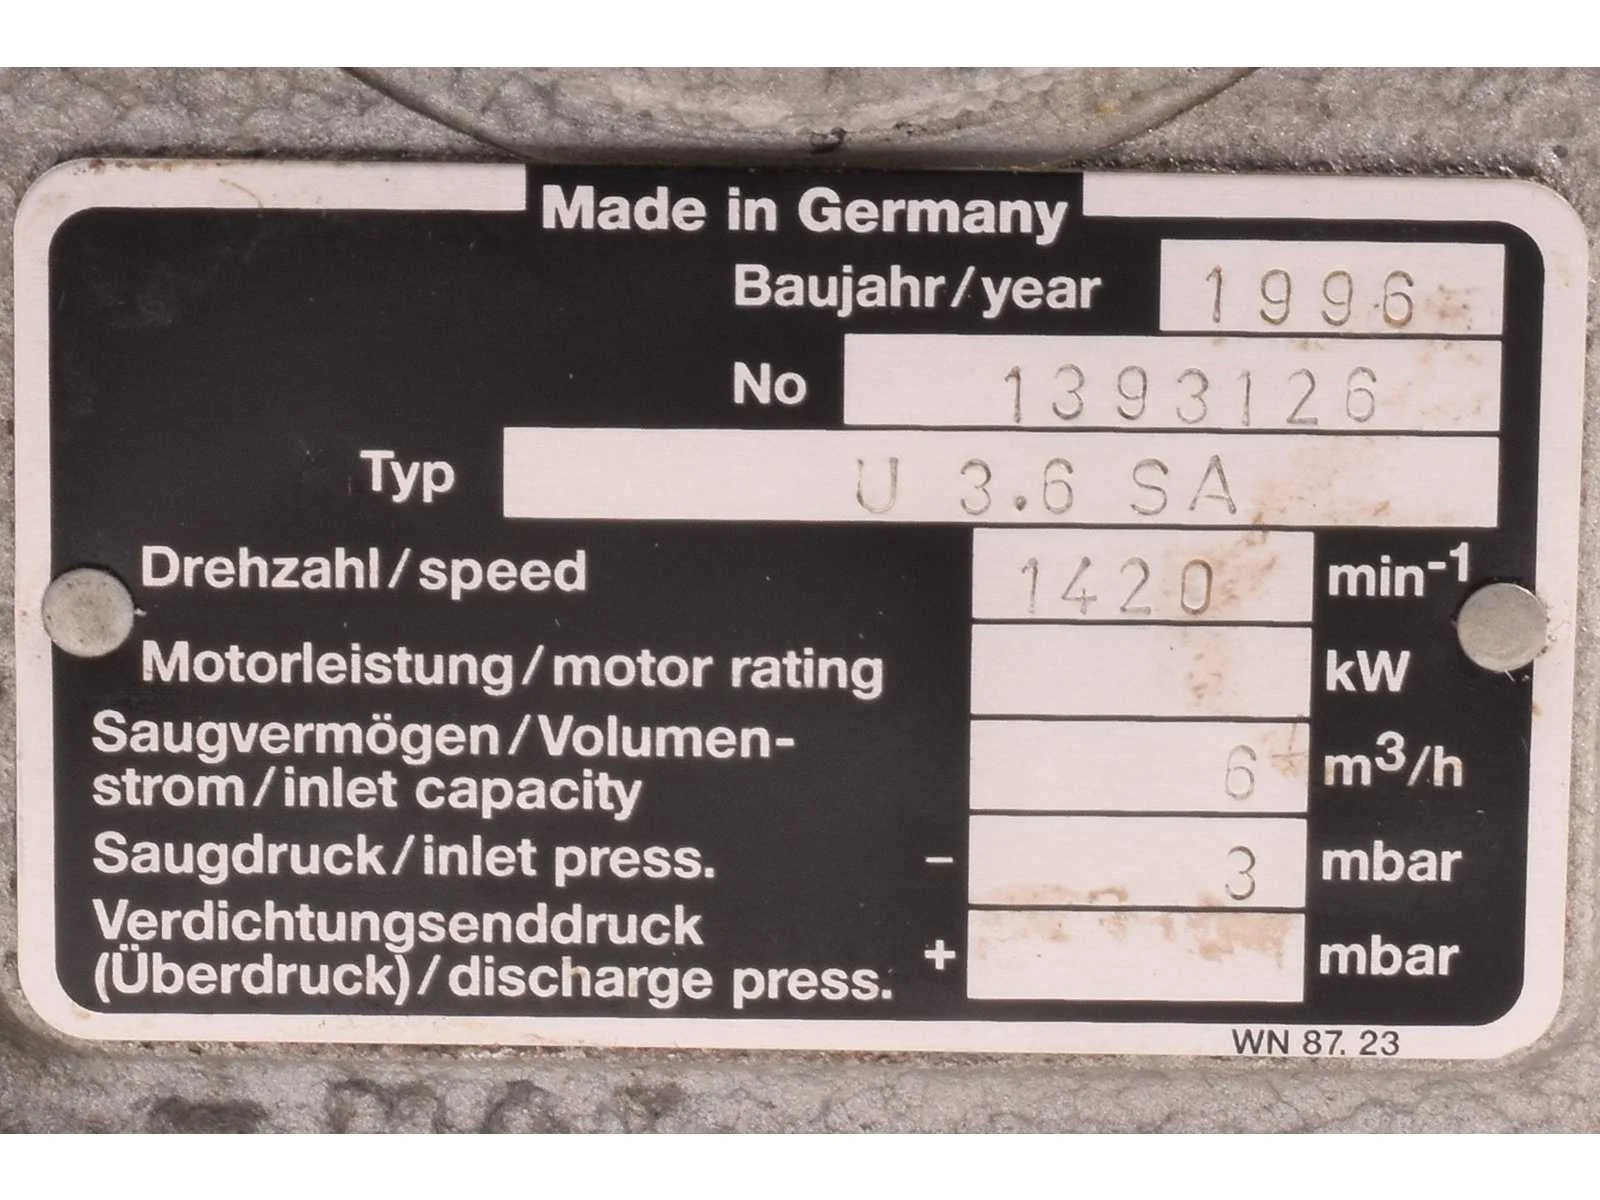 Made in Germany
Baujahr/year 1996
No 1393126
Typ U 3.6 SA
Drehzahl/speed 1420 min-1
Motorleistung/motor rating kW
Saugvermögen/Volumen-
strom/inlet capacity 6 m3/h
Saugdruck/inlet press. – 3 mbar
Verdichtungsenddruck
(Überdruck)/discharge press. + mbar
WN 87. 23